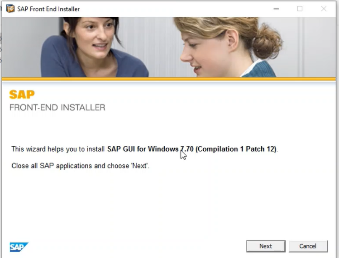 SAP Front End Installer
SAP
FRONT-END INSTALLER
This wizard helps you to install SAP GUI for Windows 7.70 (Compilation 1 Patch 12).
Close all SAP applications and choose 'Next'.
SAP
Next
Cancel